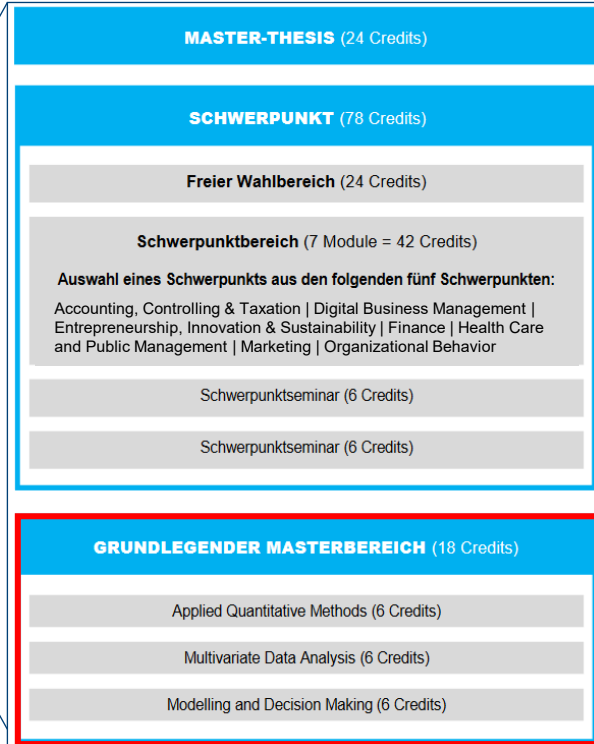 MASTER-THESIS (24 Credits)
SCHWERPUNKT (78 Credits)
Freier Wahlbereich (24 Credits)
Schwerpunktbereich (7 Module = 42 Credits)
Auswahl eines Schwerpunkts aus den folgenden fünf Schwerpunkten:
Accounting, Controlling & Taxation | Digital Business Management |
Entrepreneurship, Innovation & Sustainability | Finance | Health Care
and Public Management | Marketing | Organizational Behavior
Schwerpunktseminar (6 Credits)
Schwerpunktseminar (6 Credits)
GRUNDLEGENDER MASTERBEREICH (18 Credits)
Applied Quantitative Methods (6 Credits)
Multivariate Data Analysis (6 Credits)
Modelling and Decision Making (6 Credits)